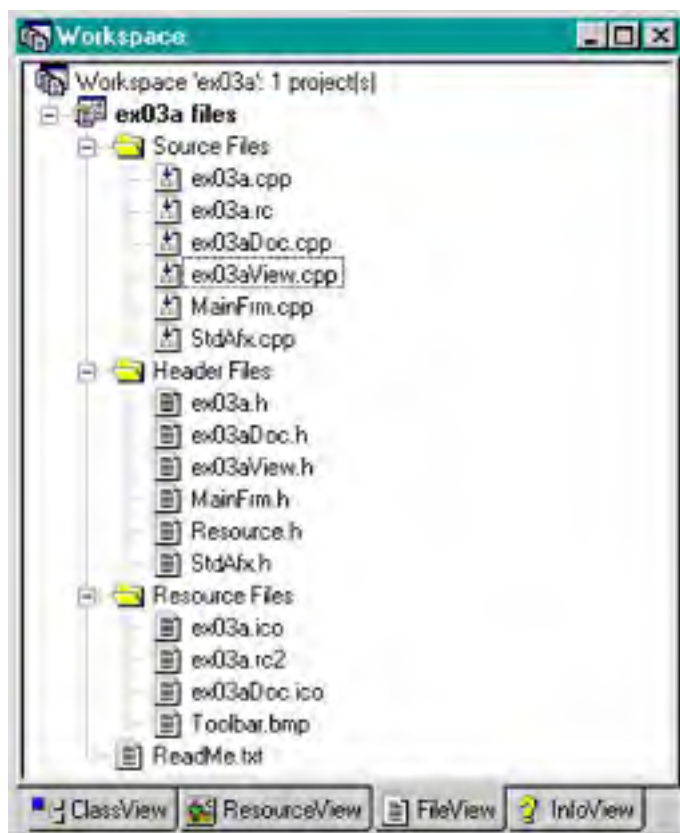 Workspace
Workspace 'ex03a': 1 project(s)
ex03a files
Source Files
ex03a.cpp
ex03a.rc
ex03aDoc.cpp
ex03aView.cpp
MainFrm.cpp
StdAfx.cpp
Header Files
ex03a.h
ex03aDoc.h
ex03aView.h
MainFrm.h
Resource.h
StdAfx.h
Resource Files
ex03a.ico
ex03a.rc2
ex03aDoc.ico
Toolbar.bmp
ReadMe.txt
ClassView ResourceView FileView InfoView